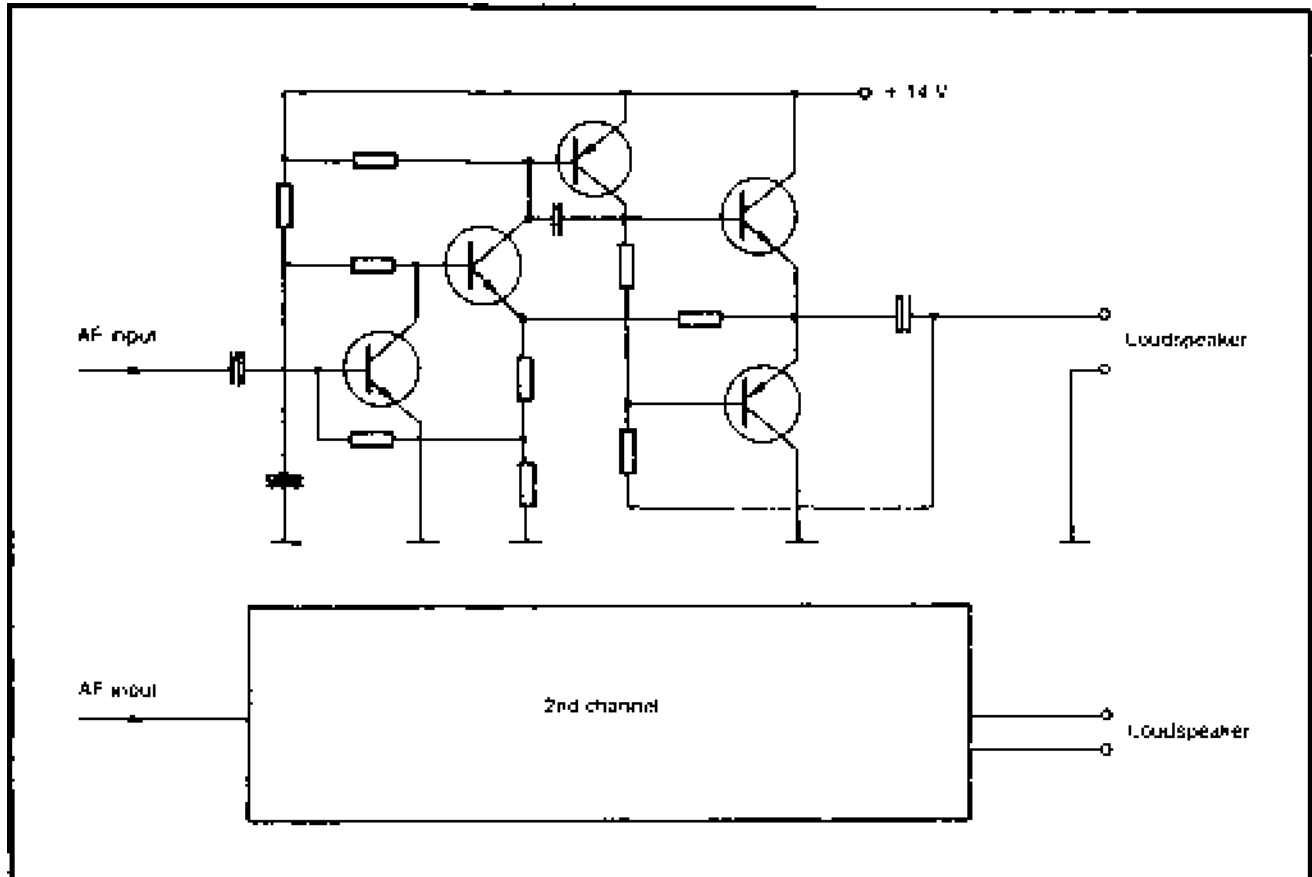 + 14 V
AF input
Loudspeaker
AF input
2nd channel
Loudspeaker